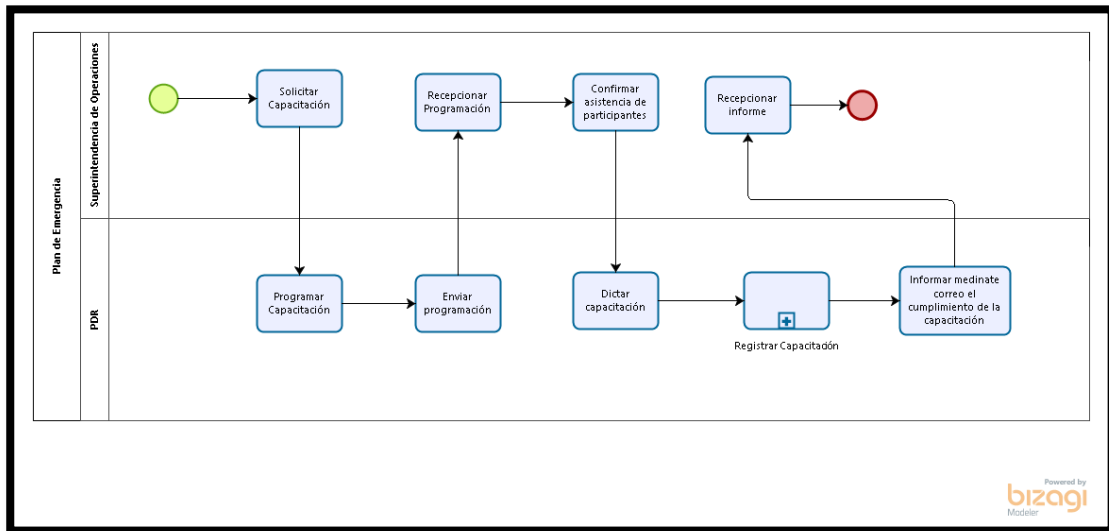 Plan de Emergencia
Superintendencia de Operaciones
Solicitar
Capacitación
Recepcionar
Programación
Confirmar
asistencia de
participantes
Recepcionar
informe
PDR
Programar
Capacitación
Enviar
programación
Dictar
capacitación
Registrar Capacitación
Informar medinate
correo el
cumplimiento de la
capacitación
Powered by
bizagi
Modeler